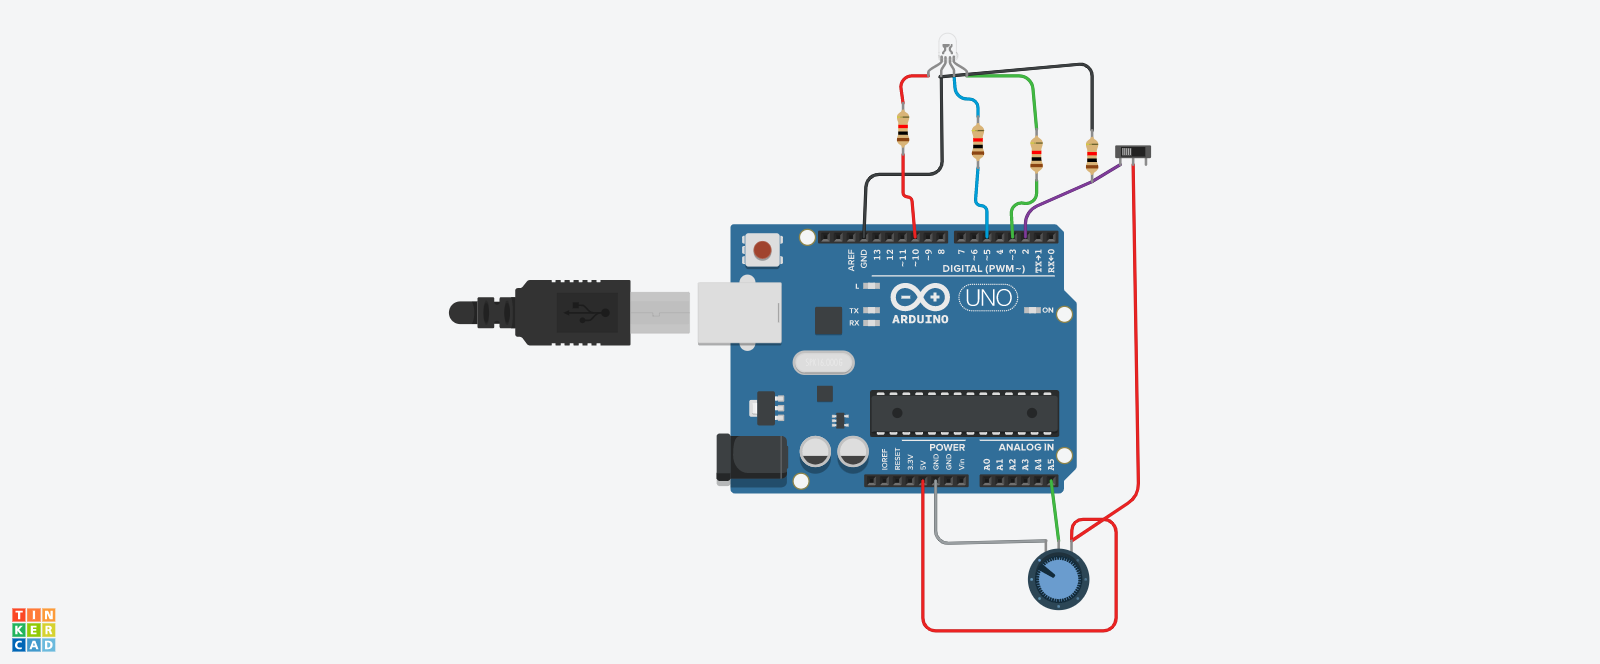 AREF
GND
13
12
~11
~10
~9
8
7
~6
~5
4
~3
2
TX→1
RX←0
DIGITAL (PWM~)
L
TX
RX
UNO
ARDUINO
ON
POWER
ANALOG IN
IOREF
RESET
3.3V
5V
GND
GND
Vin
A0
A1
A2
A3
A4
A5
TIN
KER
CAD